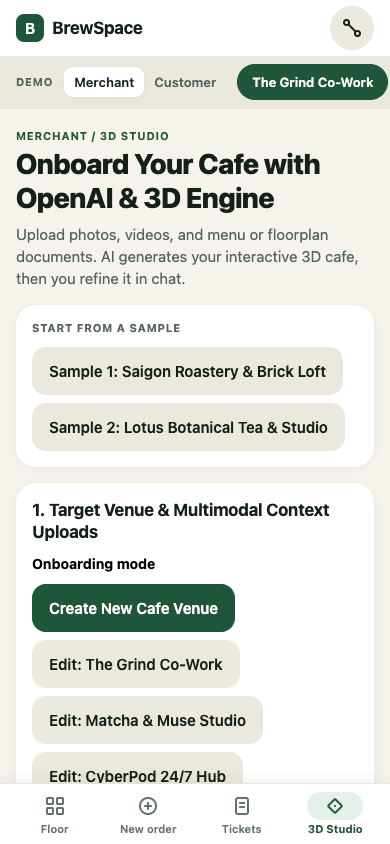 B BrewSpace
DEMO Merchant Customer The Grind Co-Work
MERCHANT / 3D STUDIO
Onboard Your Cafe with
OpenAI & 3D Engine
Upload photos, videos, and menu or floorplan
documents. AI generates your interactive 3D cafe,
then you refine it in chat.
START FROM A SAMPLE
Sample 1: Saigon Roastery & Brick Loft
Sample 2: Lotus Botanical Tea & Studio
1. Target Venue & Multimodal Context
Uploads
Onboarding mode
Create New Cafe Venue
Edit: The Grind Co-Work
Edit: Matcha & Muse Studio
Edit: CyberPod 24/7 Hub
Floor New order Tickets 3D Studio